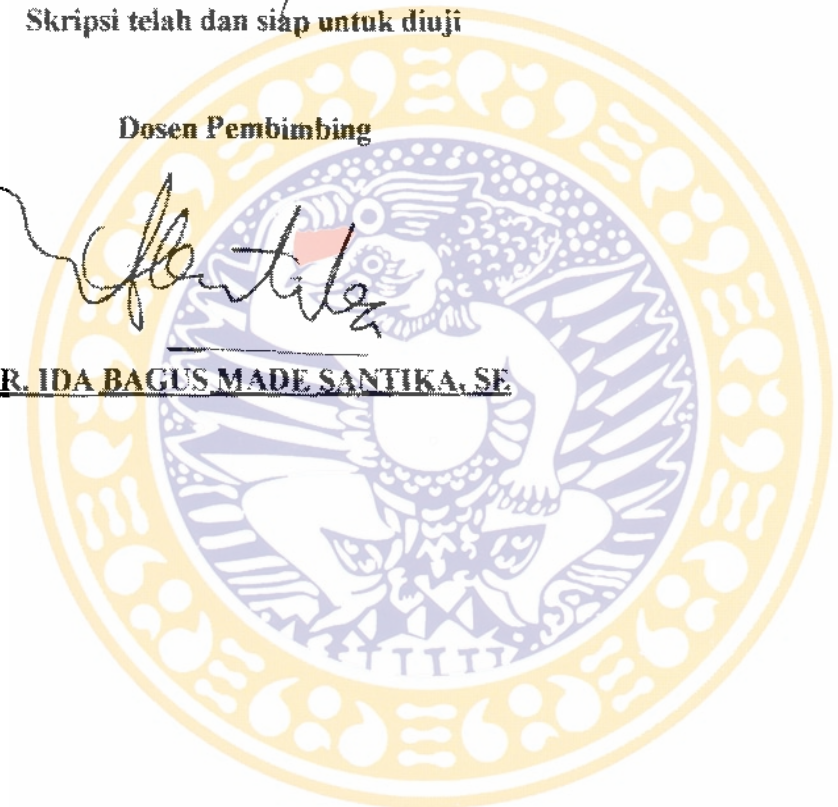 Skripsi telah dan siap untuk diuji
Dosen Pembimbing
R. IDA BAGUS MADE SANTIKA, SE